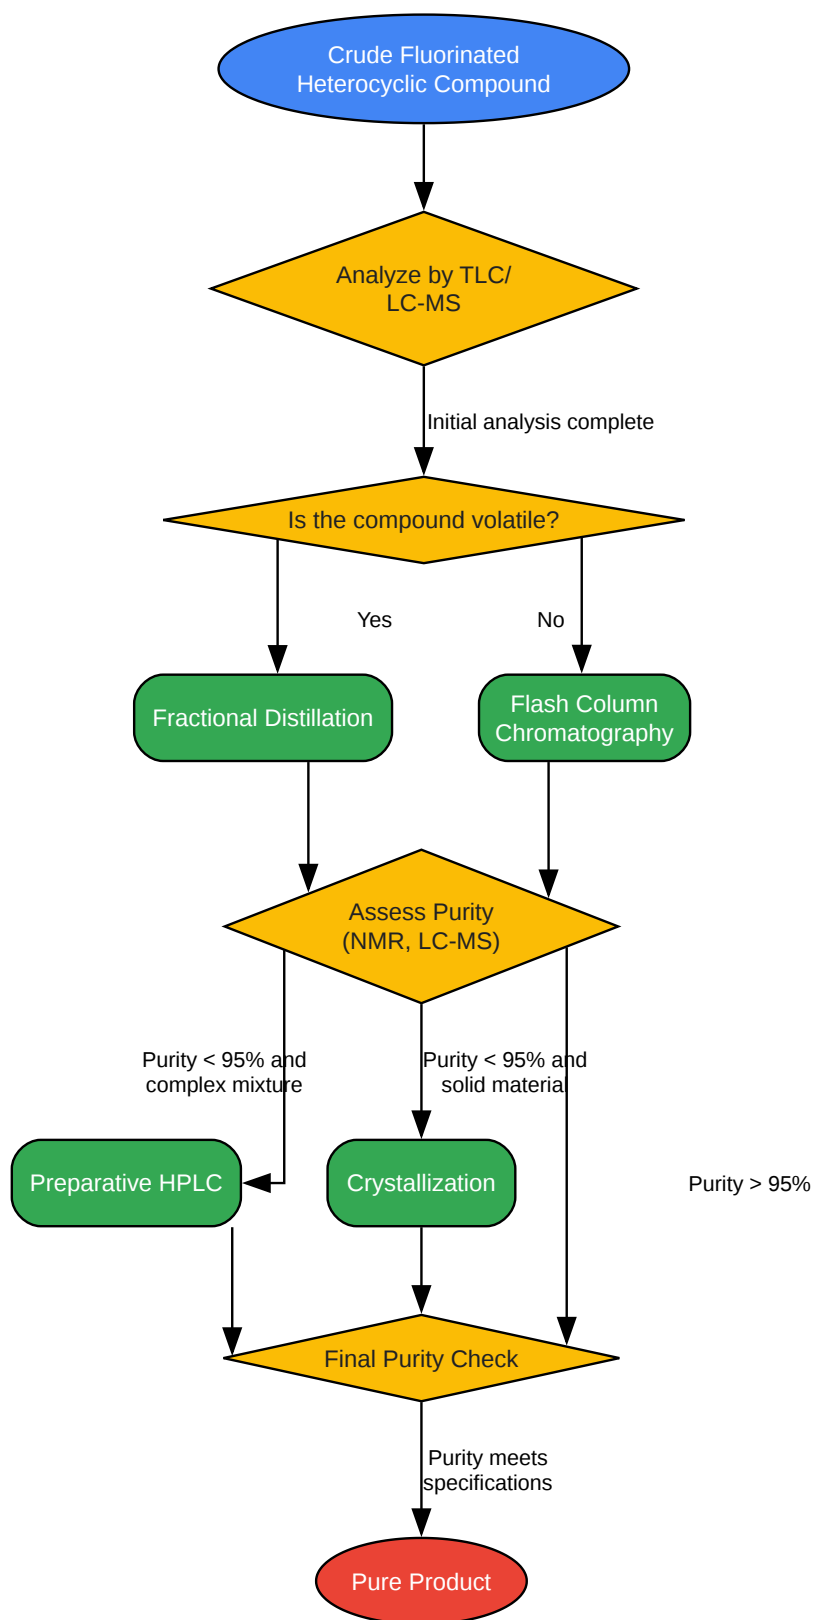 Crude Fluorinated
Heterocyclic Compound
Analyze by TLC/
LC-MS
Initial analysis complete
Is the compound volatile?
Yes
No
Fractional Distillation
Flash Column
Chromatography
Assess Purity
(NMR, LC-MS)
Purity < 95% and
complex mixture
Purity < 95% and
solid material
Preparative HPLC
Crystallization
Purity > 95%
Final Purity Check
Purity meets
specifications
Pure Product